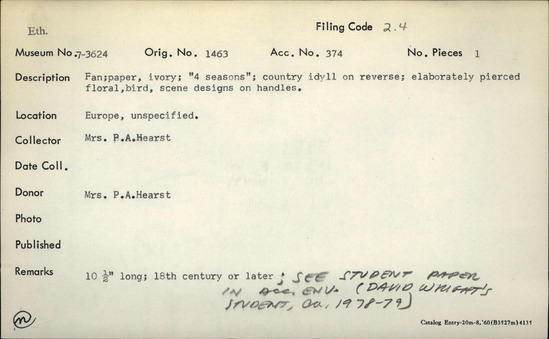 Eth.
Filing Code 2.4
Museum No. 7-3624 Orig. No. 1463 Acc. No. 374 No. Pieces 1
Description Fan;paper, ivory; "4 seasons"; country idyll on reverse; elaborately pierced
floral,bird, scene designs on handles.
Location Europe, unspecified.
Collector Mrs. P.A.Hearst
Date Coll.
Donor Mrs. P.A.Hearst
Photo
Published
Remarks 10 ½" long; 18th century or later ; SEE STUDENT PAPER
IN ACC. ENV. (DAVID WRIGHT'S
STUDENT, ca. 1978-79)
m
Catalog Entry-20m-8,'60(B3527m)4135